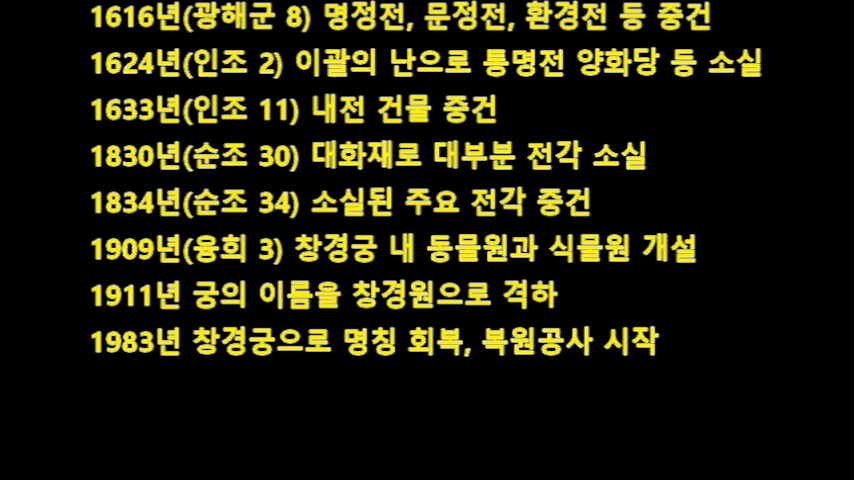 1616년(광해군 8) 명정전, 문정전, 환경전 등 중건
1624년(인조 2) 이괄의 난으로 통명전 양화당 등 소실
1633년(인조 11) 내전 건물 중건
1830년(순조 30) 대화재로 대부분 전각 소실
1834년(순조 34) 소실된 주요 전각 중건
1909년(융희 3) 창경궁 내 동물원과 식물원 개설
1911년 궁의 이름을 창경원으로 격하
1983년 창경궁으로 명칭 회복, 복원공사 시작